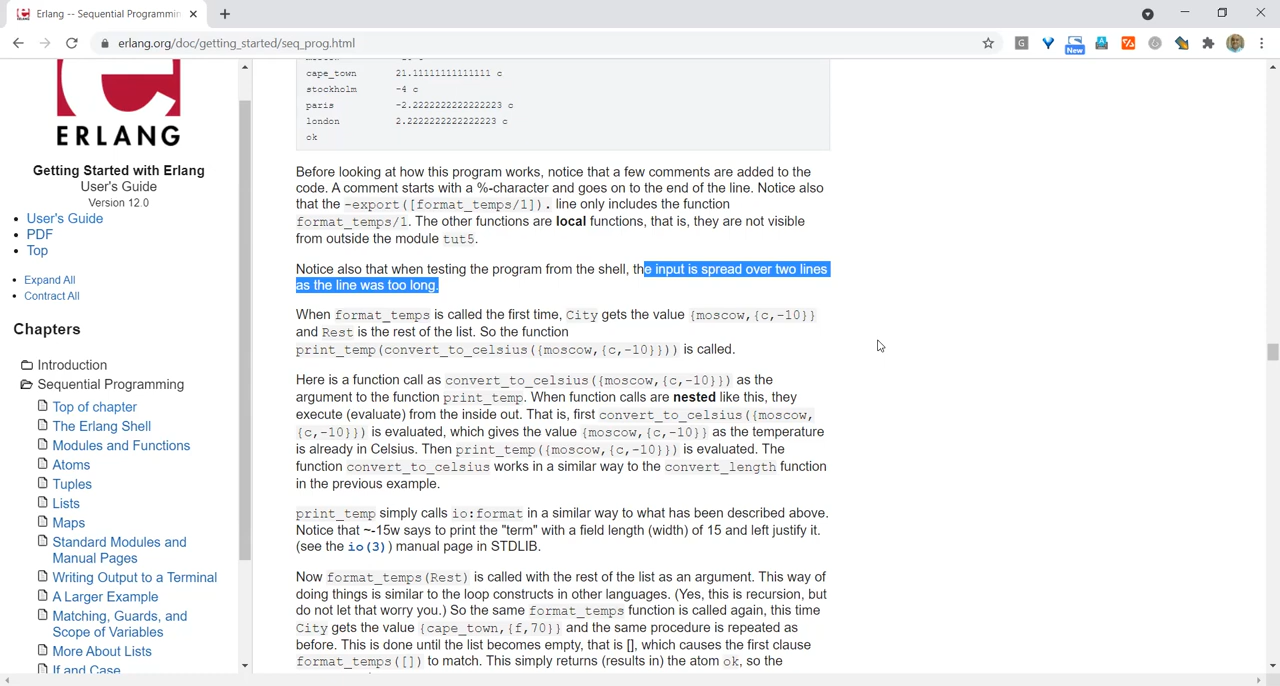 Erlang -- Sequential Programmin
erlang.org/doc/getting_started/seq_prog.html
New
ERLANG
Getting Started with Erlang
User's Guide
Version 12.0
User's Guide
PDF
Top
Expand All
Contract All
Chapters
Introduction
Sequential Programming
Top of chapter
The Erlang Shell
Modules and Functions
Atoms
Tuples
Lists
Maps
Standard Modules and
Manual Pages
Writing Output to a Terminal
A Larger Example
Matching, Guards, and
Scope of Variables
More About Lists
If and Case
cape_town 21.11111111111111 c
stockholm -4 c
paris -2.2222222222222223 c
london 2.2222222222222223 c
ok
Before looking at how this program works, notice that a few comments are added to the
code. A comment starts with a %-character and goes on to the end of the line. Notice also
that the -export([format_temps/1]). line only includes the function
format_temps/1. The other functions are local functions, that is, they are not visible
from outside the module tut5.
Notice also that when testing the program from the shell, the input is spread over two lines
as the line was too long.
When format_temps is called the first time, City gets the value {moscow,{c,-10}}
and Rest is the rest of the list. So the function
print_temp(convert_to_celsius({moscow,{c,-10}})) is called.
Here is a function call as convert_to_celsius({moscow,{c,-10}}) as the
argument to the function print_temp. When function calls are nested like this, they
execute (evaluate) from the inside out. That is, first convert_to_celsius({moscow,
{c,-10}}) is evaluated, which gives the value {moscow,{c,-10}} as the temperature
is already in Celsius. Then print_temp({moscow,{c,-10}}) is evaluated. The
function convert_to_celsius works in a similar way to the convert_length function
in the previous example.
print_temp simply calls io:format in a similar way to what has been described above.
Notice that ~-15w says to print the "term" with a field length (width) of 15 and left justify it.
(see the io(3)) manual page in STDLIB.
Now format_temps(Rest) is called with the rest of the list as an argument. This way of
doing things is similar to the loop constructs in other languages. (Yes, this is recursion, but
do not let that worry you.) So the same format_temps function is called again, this time
City gets the value {cape_town,{f,70}} and the same procedure is repeated as
before. This is done until the list becomes empty, that is [], which causes the first clause
format_temps([]) to match. This simply returns (results in) the atom ok, so the